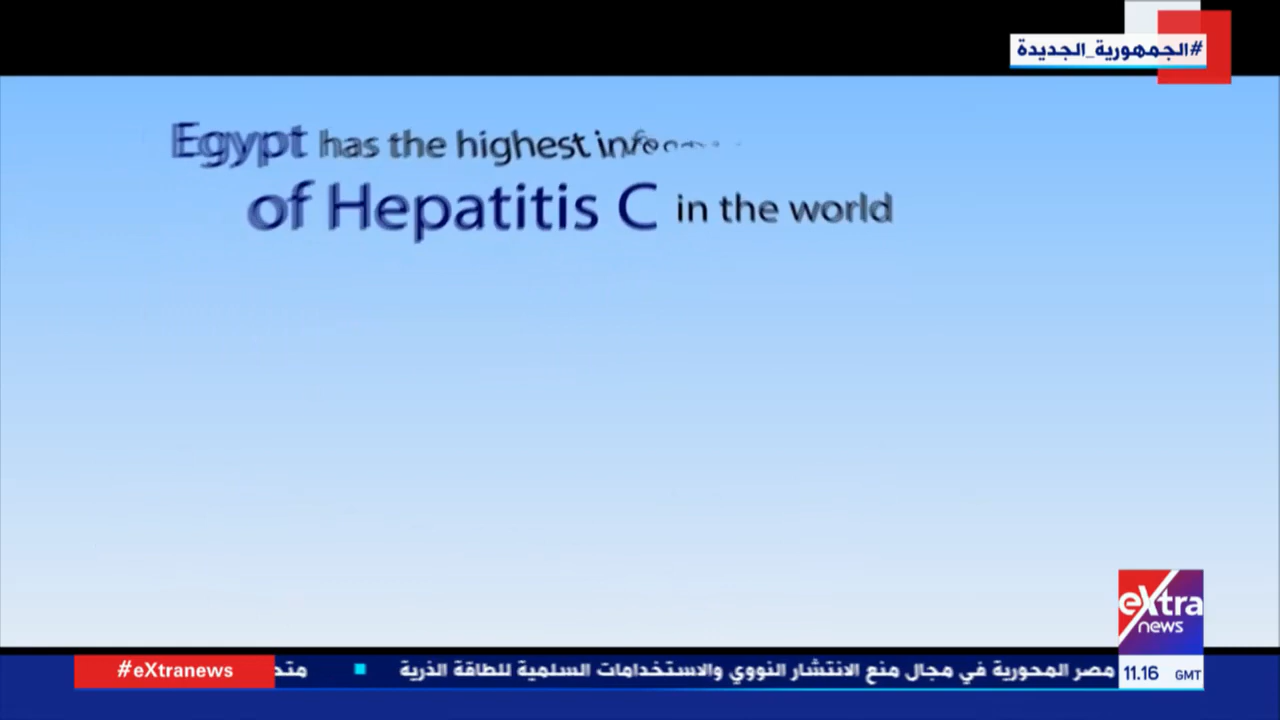 #الجمهورية_الجديدة
Egypt has the highest
of Hepatitis C in the world
eXtra
news
#eXtranews
مصر المحورية في مجال منع الانتشار النووي والاستخدامات السلمية للطاقة الذرية
11.16 GMT